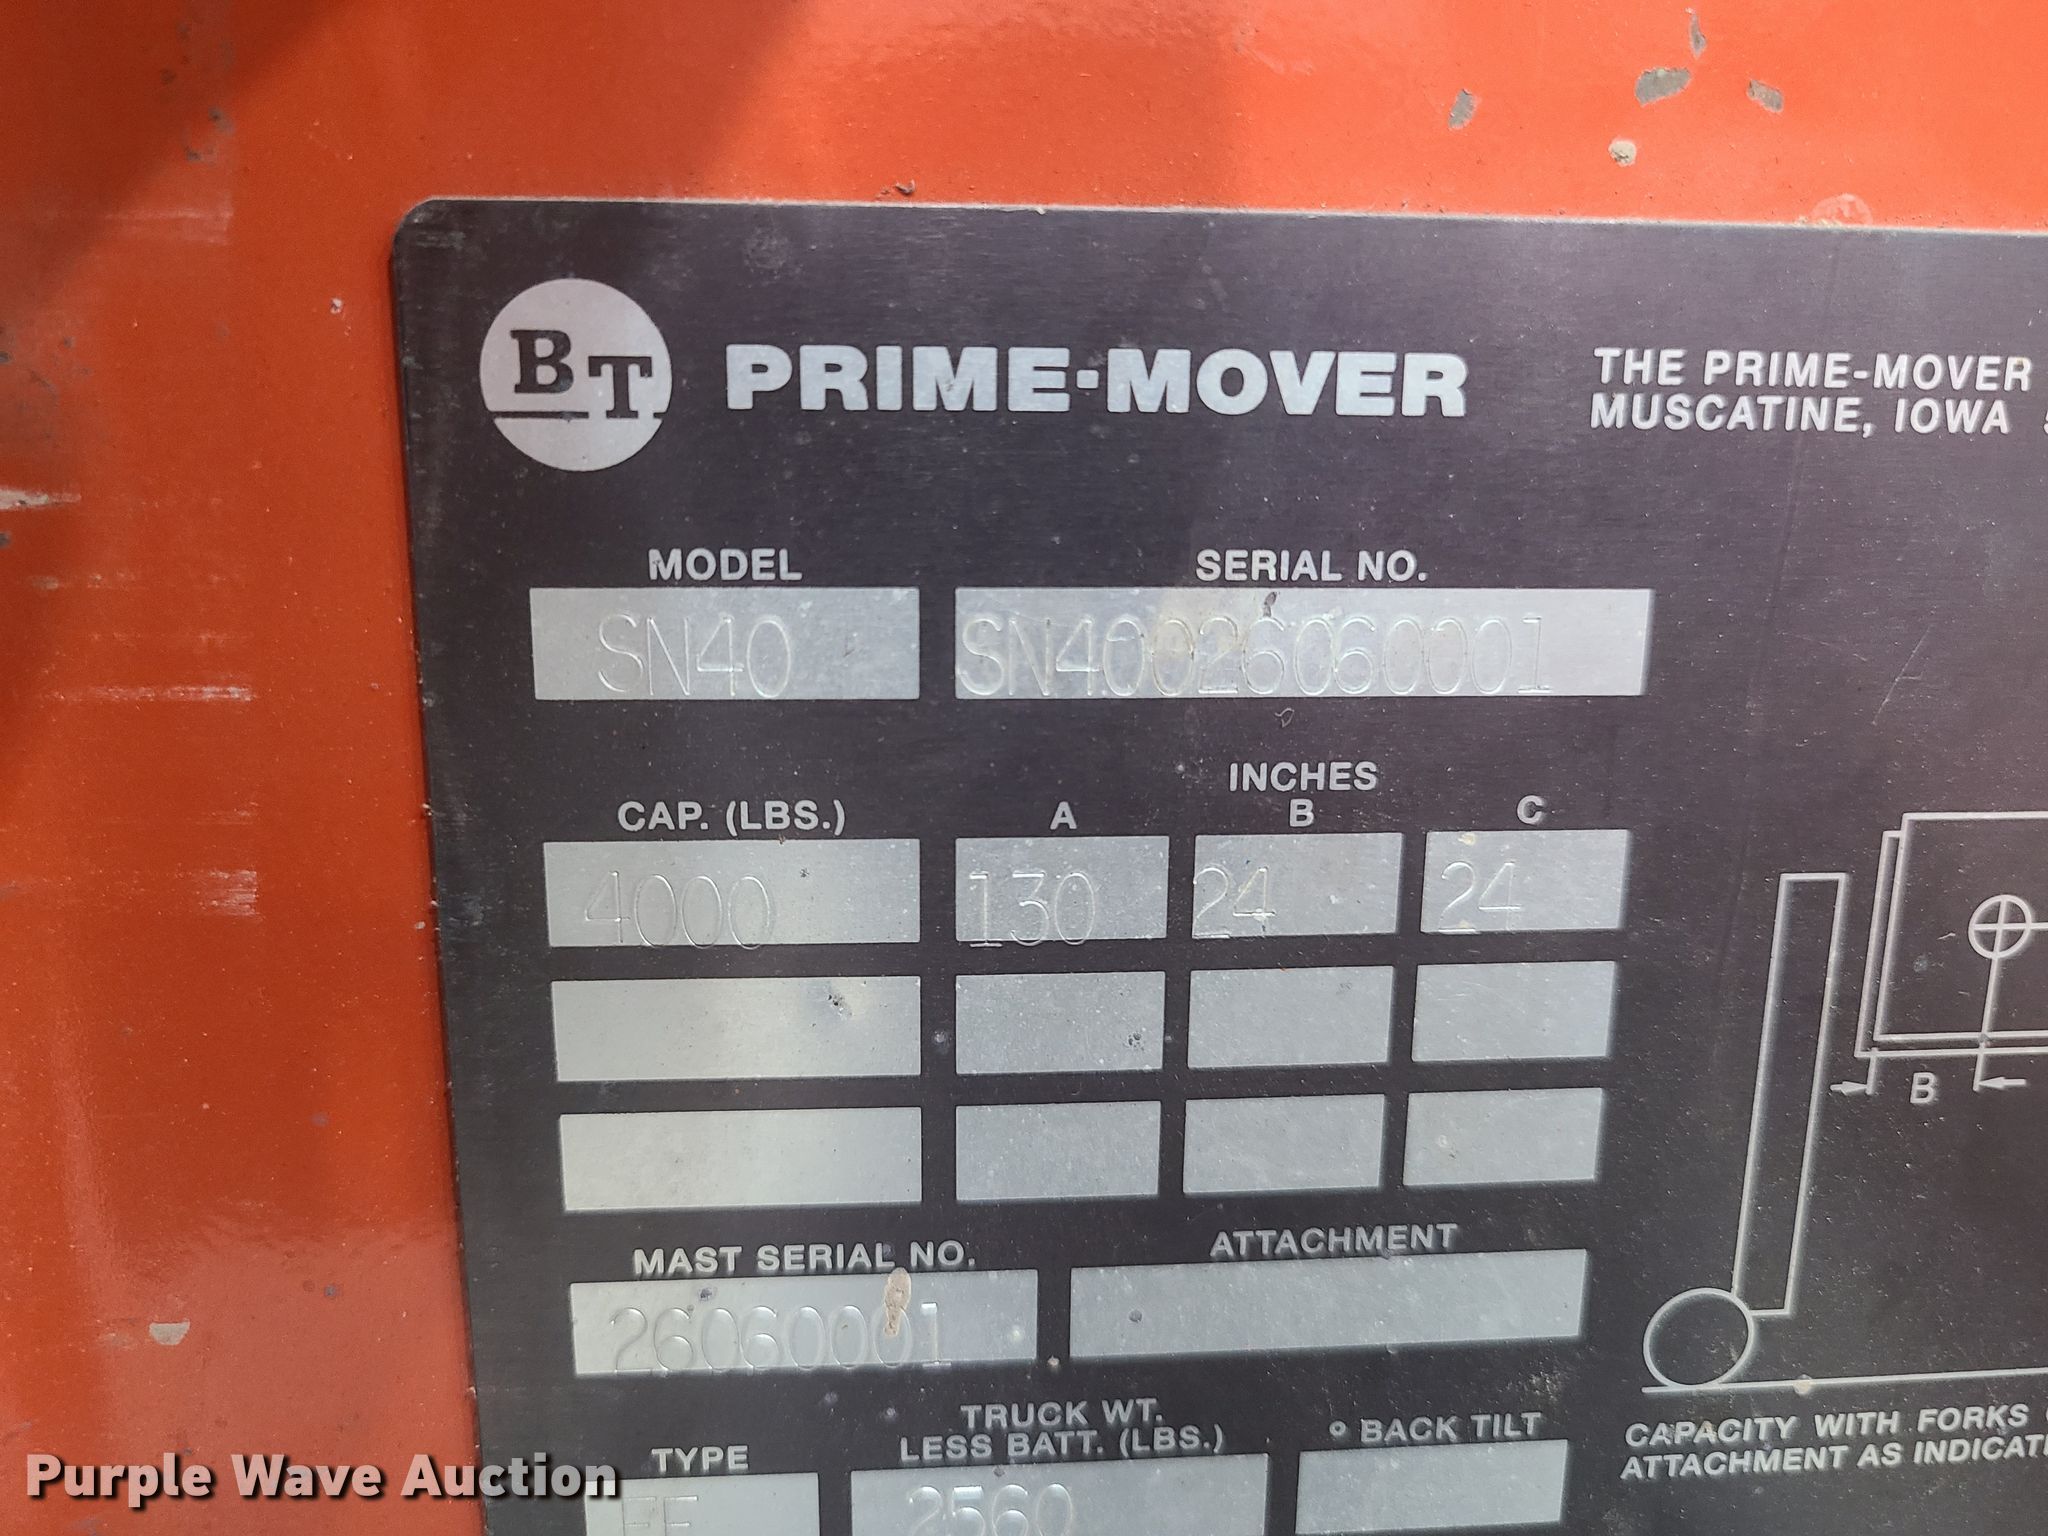 BT PRIME-MOVER
THE PRIME-MOVER
MUSCATINE, IOWA
MODEL SERIAL NO.
SN40 SN40026060001
INCHES
CAP. (LBS.) A B C
4000 130 24 24
B
MAST SERIAL NO. ATTACHMENT
26060001
TRUCK WT.
TYPE LESS BATT. (LBS.) ° BACK TILT
2560
CAPACITY WITH FORKS
ATTACHMENT AS
Purple Wave Auction